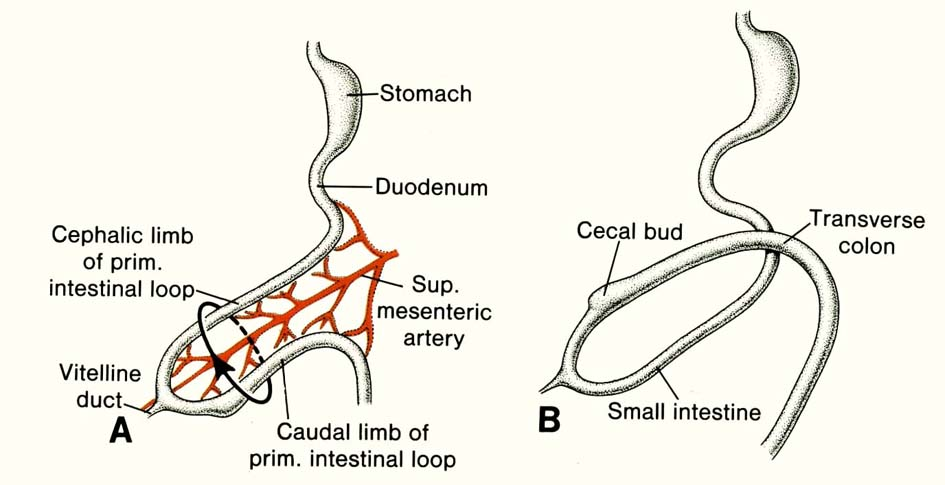 Stomach
Duodenum
Cephalic limb
of prim.
intestinal loop
Sup.
mesenteric
artery
Vitelline
duct
A
Caudal limb of
prim. intestinal loop
Cecal bud
Transverse
colon
Small intestine
B